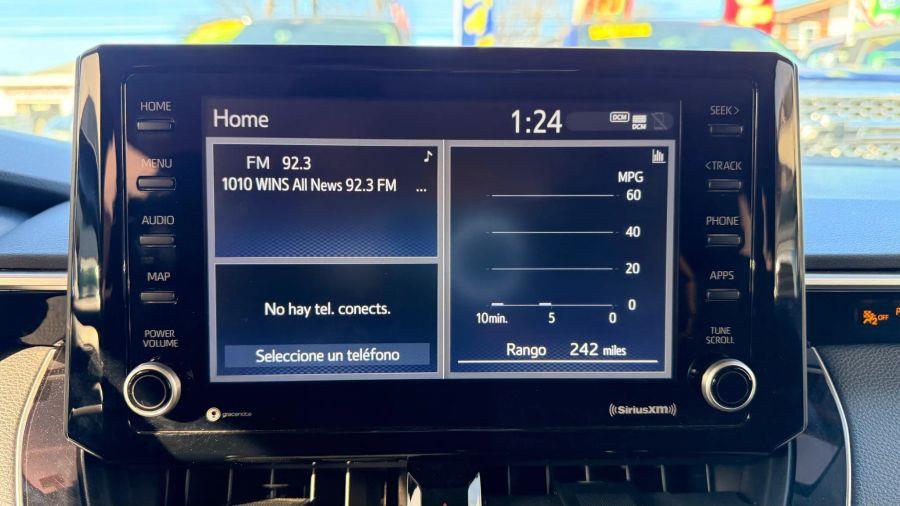 HOME
MENU
AUDIO
MAP
POWER
VOLUME
Home
1:24
DCM
DCM
FM 92.3
1010 WINS All News 92.3 FM ...
No hay tel. conects.
Seleccione un teléfono
MPG
60
40
20
0
10min. 5 0
Rango 242 miles
SEEK >
< TRACK
PHONE
APPS
TUNE
SCROLL
gracenote
((SiriusXM))
OFF